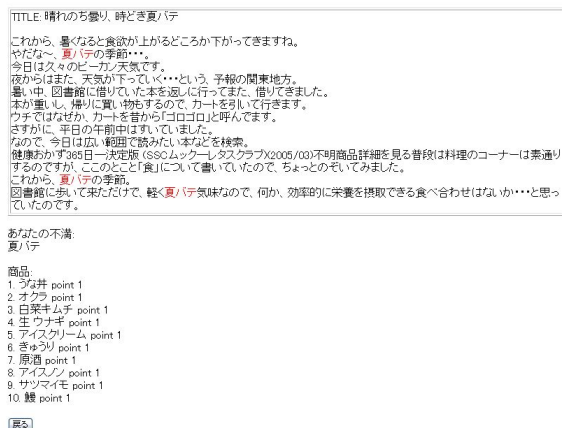 TITLE: 晴れのち曇り、時どき夏バテ
これから、暑くなると食欲が上がるどころか下がってきますね。
やだな～、夏バテの季節・・・。
今日は久々のピーカン天気です。
夜からはまた、天気が下っていく・・・という、予報の関東地方。
暑い中、図書館に借りていた本を返しに行ってまた、借りてきました。
本が重いし、帰りに買い物もするので、カートを引いて行きます。
ウチではなぜか、カートを昔から「ゴロゴロ」と呼んでます。
さすがに、平日の午前中はすいていました。
なので、今日は広い範囲で読みたい本などを検索。
健康おかず365日―決定版 (SSCムック―レタスクラブ)(2005/03)不明商品詳細を見る普段は料理のコーナーは素通り
するのですが、ここのとこ「食」について書いていたので、ちょっとのぞいてみました。
これから、夏バテの季節。
図書館に歩いて来ただけで、軽く夏バテ気味なので、何か、効率的に栄養を摂取できる食べ合わせはないか・・・と思っ
ていたのです。
あなたの不満:
夏バテ
商品:
1. うな丼 point 1
2. オクラ point 1
3. 白菜キムチ point 1
4. 生 ウナギ point 1
5. アイスクリーム point 1
6. きゅうり point 1
7. 原酒 point 1
8. アイスノン point 1
9. サツマイモ point 1
10. 鰻 point 1
戻る